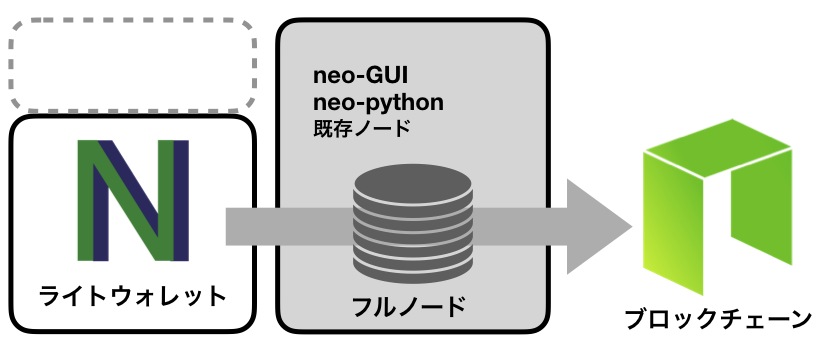 neo-GUI
neo-python
既存ノード
N
ライトウォレット
フルノード
ブロックチェーン